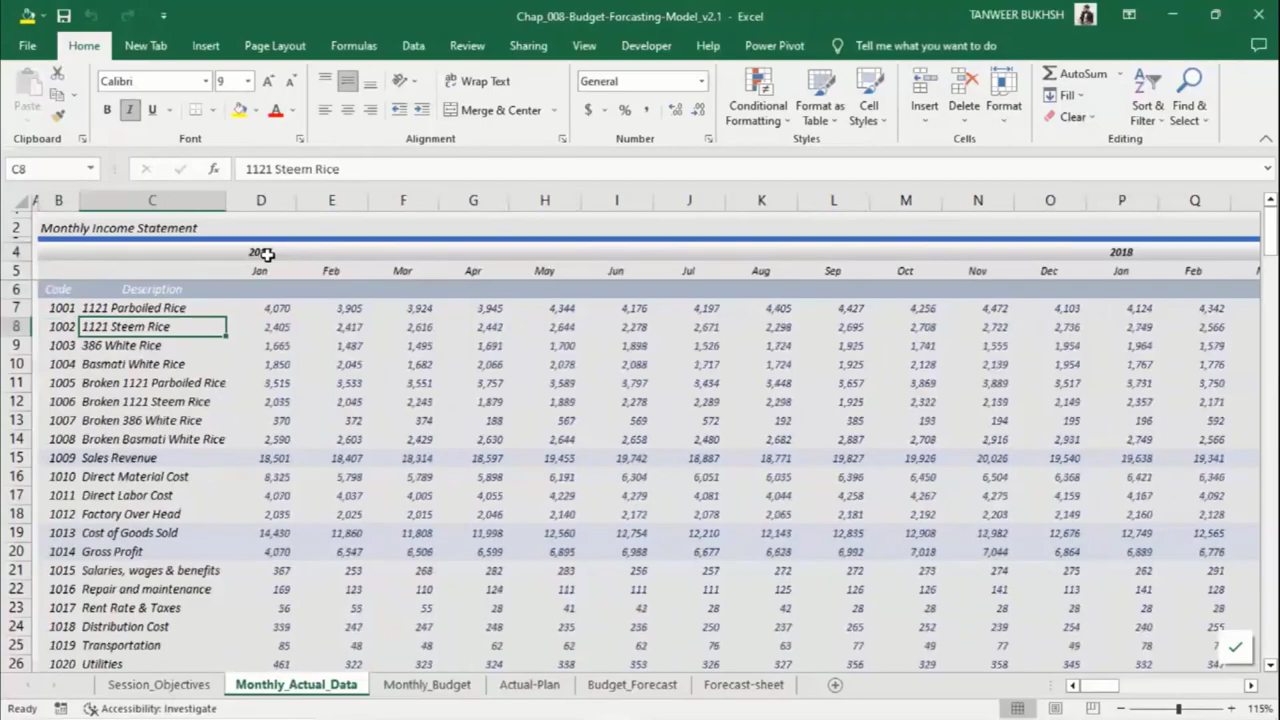 Chap_008-Budget-Forcasting-Model_v2.1 - Excel
TANWEER BUKHSH
File Home New Tab Insert Page Layout Formulas Data Review Sharing View Developer Help Power Pivot Tell me what you want to do
Paste
Calibri 9
Wrap Text
General
Merge & Center
B I U
$ % ,
Conditional Formatting
Format as Table
Cell Styles
Insert Delete Format
AutoSum
Fill
Clear
Sort & Filter
Find & Select
Clipboard Font Alignment Number Styles Cells Editing
C8 fx 1121 Steem Rice
A B C D E F G H I J K L M N O P Q
2 Monthly Income Statement
4 2018
5 Jan Feb Mar Apr May Jun Jul Aug Sep Oct Nov Dec Jan Feb
6 Code Description
7 1001 1121 Parboiled Rice 4,070 3,905 3,924 3,945 4,344 4,176 4,197 4,405 4,427 4,256 4,472 4,103 4,124 4,342
8 1002 1121 Steem Rice 2,405 2,417 2,616 2,442 2,644 2,278 2,671 2,298 2,695 2,708 2,722 2,736 2,749 2,566
9 1003 386 White Rice 1,665 1,487 1,495 1,691 1,700 1,898 1,526 1,724 1,925 1,741 1,555 1,954 1,964 1,579
10 1004 Basmati White Rice 1,850 2,045 1,682 2,066 2,078 2,088 1,717 1,724 1,925 2,128 2,139 1,954 1,767 1,776
11 1005 Broken 1121 Parboiled Rice 3,515 3,533 3,551 3,757 3,589 3,797 3,434 3,448 3,657 3,869 3,889 3,517 3,731 3,750
12 1006 Broken 1121 Steem Rice 2,035 2,045 2,243 1,879 1,889 2,278 2,289 2,298 1,925 2,322 2,139 2,149 2,357 2,171
13 1007 Broken 386 White Rice 370 372 374 188 567 569 572 192 385 193 194 195 196 592
14 1008 Broken Basmati White Rice 2,590 2,603 2,429 2,630 2,644 2,658 2,480 2,682 2,887 2,708 2,916 2,931 2,749 2,566
15 1009 Sales Revenue 18,501 18,407 18,314 18,597 19,455 19,742 18,887 18,771 19,827 19,926 20,026 19,540 19,638 19,341
16 1010 Direct Material Cost 8,325 5,798 5,789 5,898 6,191 6,304 6,051 6,035 6,396 6,450 6,504 6,368 6,421 6,346
17 1011 Direct Labor Cost 4,070 4,037 4,005 4,055 4,229 4,279 4,081 4,044 4,258 4,267 4,275 4,159 4,167 4,092
18 1012 Factory Over Head 2,035 2,025 2,015 2,046 2,140 2,172 2,078 2,065 2,181 2,192 2,203 2,149 2,160 2,128
19 1013 Cost of Goods Sold 14,430 11,860 11,808 11,998 12,560 12,754 12,210 12,143 12,835 12,908 12,982 12,676 12,749 12,565
20 1014 Gross Profit 4,070 6,547 6,506 6,599 6,895 6,988 6,677 6,628 6,992 7,018 7,044 6,864 6,889 6,776
21 1015 Salaries, wages & benefits 367 253 268 282 283 256 257 272 272 273 274 275 262 291
22 1016 Repair and maintenance 169 123 110 124 111 111 111 125 126 126 141 113 141 128
23 1017 Rent Rate & Taxes 56 55 55 28 41 42 28 42 28 28 28 28 28 28
24 1018 Distribution Cost 339 247 247 248 235 236 250 237 265 252 239 254 240 255
25 1019 Transportation 85 48 48 62 62 76 63 77 49 77 49 78
26 1020 Utilities 461 322 323 324 338 353 326 327 356 329 358 345 332
Session_Objectives Monthly_Actual_Data Monthly_Budget Actual-Plan Budget_Forecast Forecast-sheet
Ready Accessibility: Investigate 115%